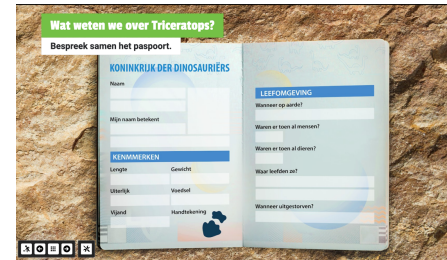 Wat weten we over Triceratops?
Bespreek samen het paspoort.
KONINKRIJK DER DINOSAURIËRS
Naam
Mijn naam betekent
KENMMERKEN
Lengte Gewicht
Uiterlijk Voedsel
Vijand Handtekening
LEEFOMGEVING
Wanneer op aarde?
Waren er toen al mensen?
Waren er toen al dieren?
Waar leefden ze?
Wanneer uitgestorven?